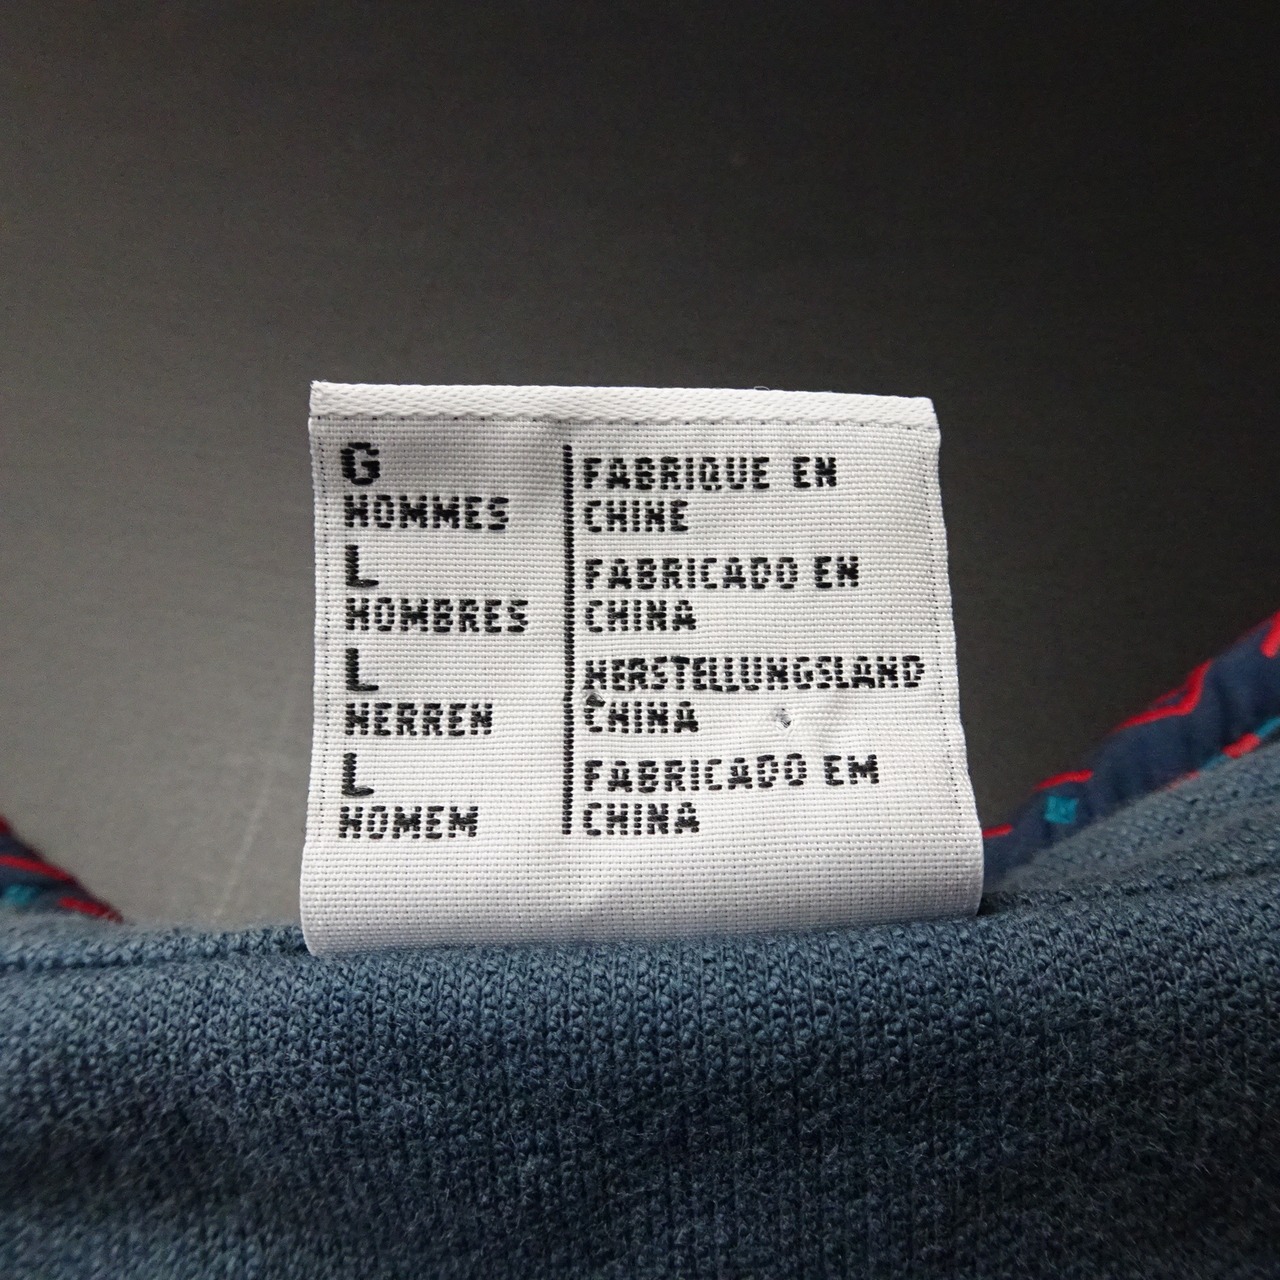 G
HOMMES
L
HOMBRES
L
HERREN
L
HOMEM
FABRIQUE EN
CHINE
FABRICADO EN
CHINA
HERSTELLUNGSLAND
CHINA
FABRICADO EM
CHINA